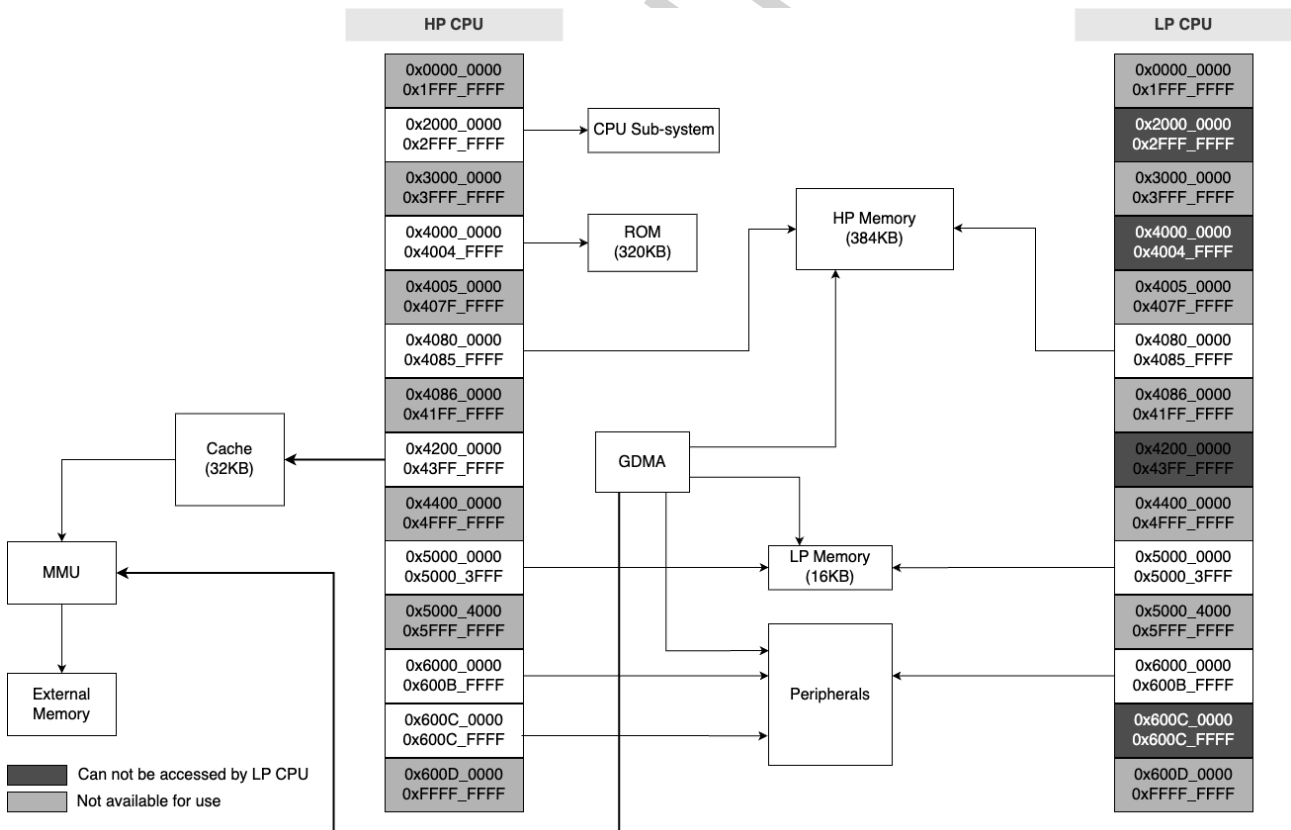 HP CPU
LP CPU
0x0000_0000
0x1FFF_FFFF
0x2000_0000
0x2FFF_FFFF
0x3000_0000
0x3FFF_FFFF
0x4000_0000
0x4004_FFFF
0x4005_0000
0x407F_FFFF
0x4080_0000
0x4085_FFFF
0x4086_0000
0x41FF_FFFF
0x4200_0000
0x43FF_FFFF
0x4400_0000
0x4FFF_FFFF
0x5000_0000
0x5000_3FFF
0x5000_4000
0x5FFF_FFFF
0x6000_0000
0x600B_FFFF
0x600C_0000
0x600C_FFFF
0x600D_0000
0xFFFF_FFFF
CPU Sub-system
ROM
(320KB)
HP Memory
(384KB)
Cache
(32KB)
GDMA
MMU
LP Memory
(16KB)
External
Memory
Peripherals
0x0000_0000
0x1FFF_FFFF
0x2000_0000
0x2FFF_FFFF
0x3000_0000
0x3FFF_FFFF
0x4000_0000
0x4004_FFFF
0x4005_0000
0x407F_FFFF
0x4080_0000
0x4085_FFFF
0x4086_0000
0x41FF_FFFF
0x4200_0000
0x43FF_FFFF
0x4400_0000
0x4FFF_FFFF
0x5000_0000
0x5000_3FFF
0x5000_4000
0x5FFF_FFFF
0x6000_0000
0x600B_FFFF
0x600C_0000
0x600C_FFFF
0x600D_0000
0xFFFF_FFFF
Can not be accessed by LP CPU
Not available for use